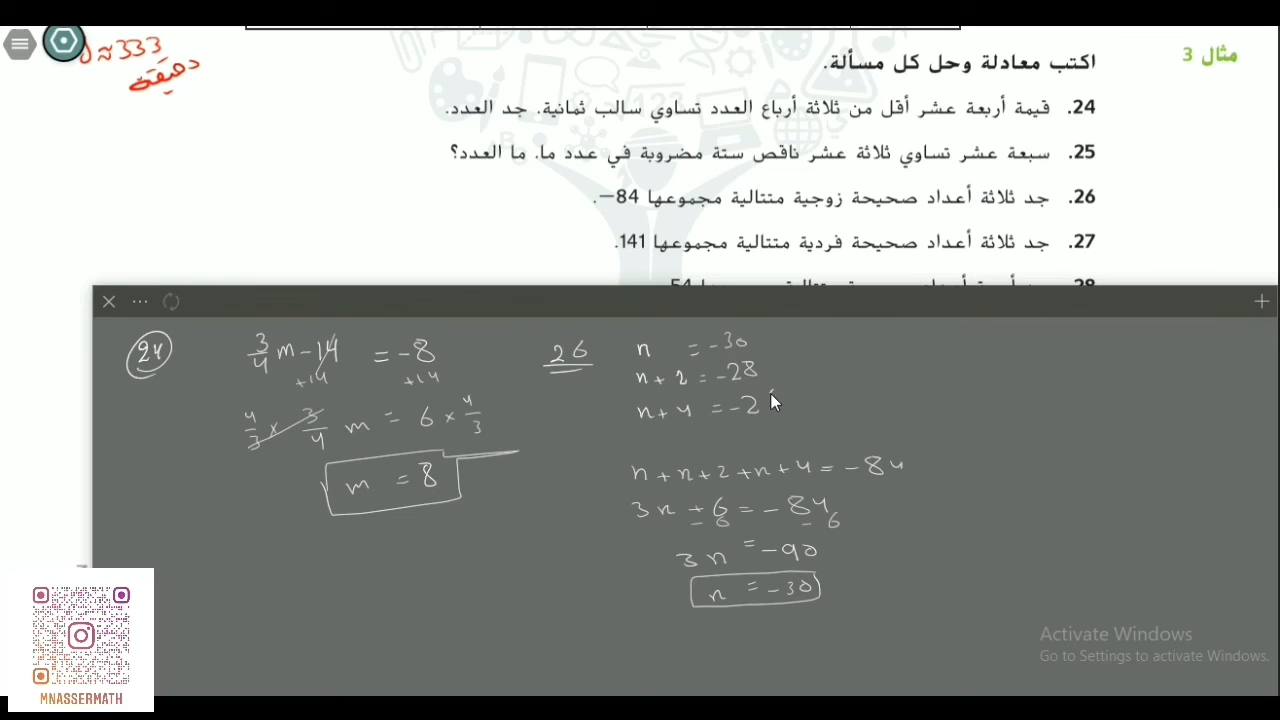 ≈ 333
دقيقة
مثال 3
اكتب معادلة وحل كل مسألة.
24. قيمة أربعة عشر أقل من ثلاثة أرباع العدد تساوي سالب ثمانية. جد العدد.
25. سبعة عشر تساوي ثلاثة عشر ناقص ستة مضروبة في عدد ما. ما العدد؟
26. جد ثلاثة أعداد صحيحة زوجية متتالية مجموعها 84−.
27. جد ثلاثة أعداد صحيحة فردية متتالية مجموعها 141.
24
3/4 m - 14 = -8
+14 +14
4/3 × 3/4 m = 6 × 4/3
m = 8
26
n = -30
n + 2 = -28
n + 4 = -2
n + n + 2 + n + 4 = -84
3n + 6 = -84
- 6 - 6
3n = -90
n = -30
Activate Windows
Go to Settings to activate Windows.
MNASSERMATH